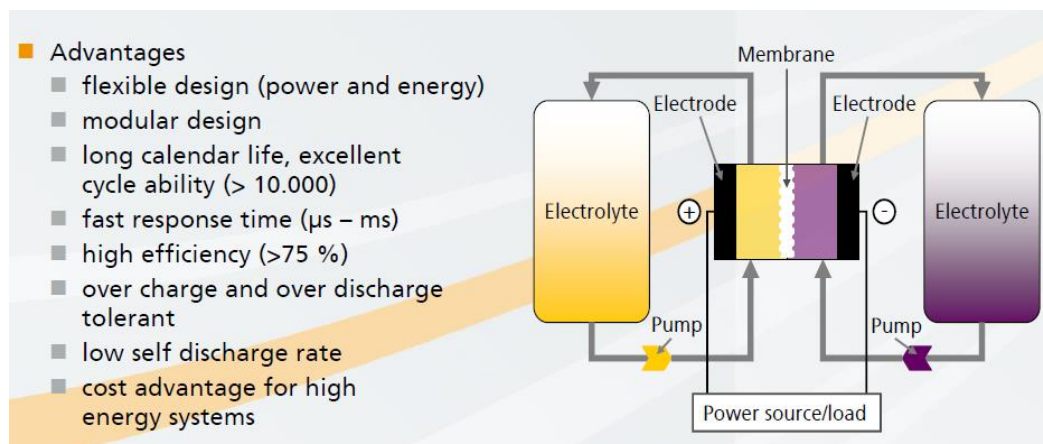 Advantages
flexible design (power and energy)
modular design
long calendar life, excellent
cycle ability (> 10.000)
fast response time (µs – ms)
high efficiency (>75 %)
over charge and over discharge
tolerant
low self discharge rate
cost advantage for high
energy systems
Membrane
Electrode
Electrode
Electrolyte
+
-
Electrolyte
Pump
Pump
Power source/load